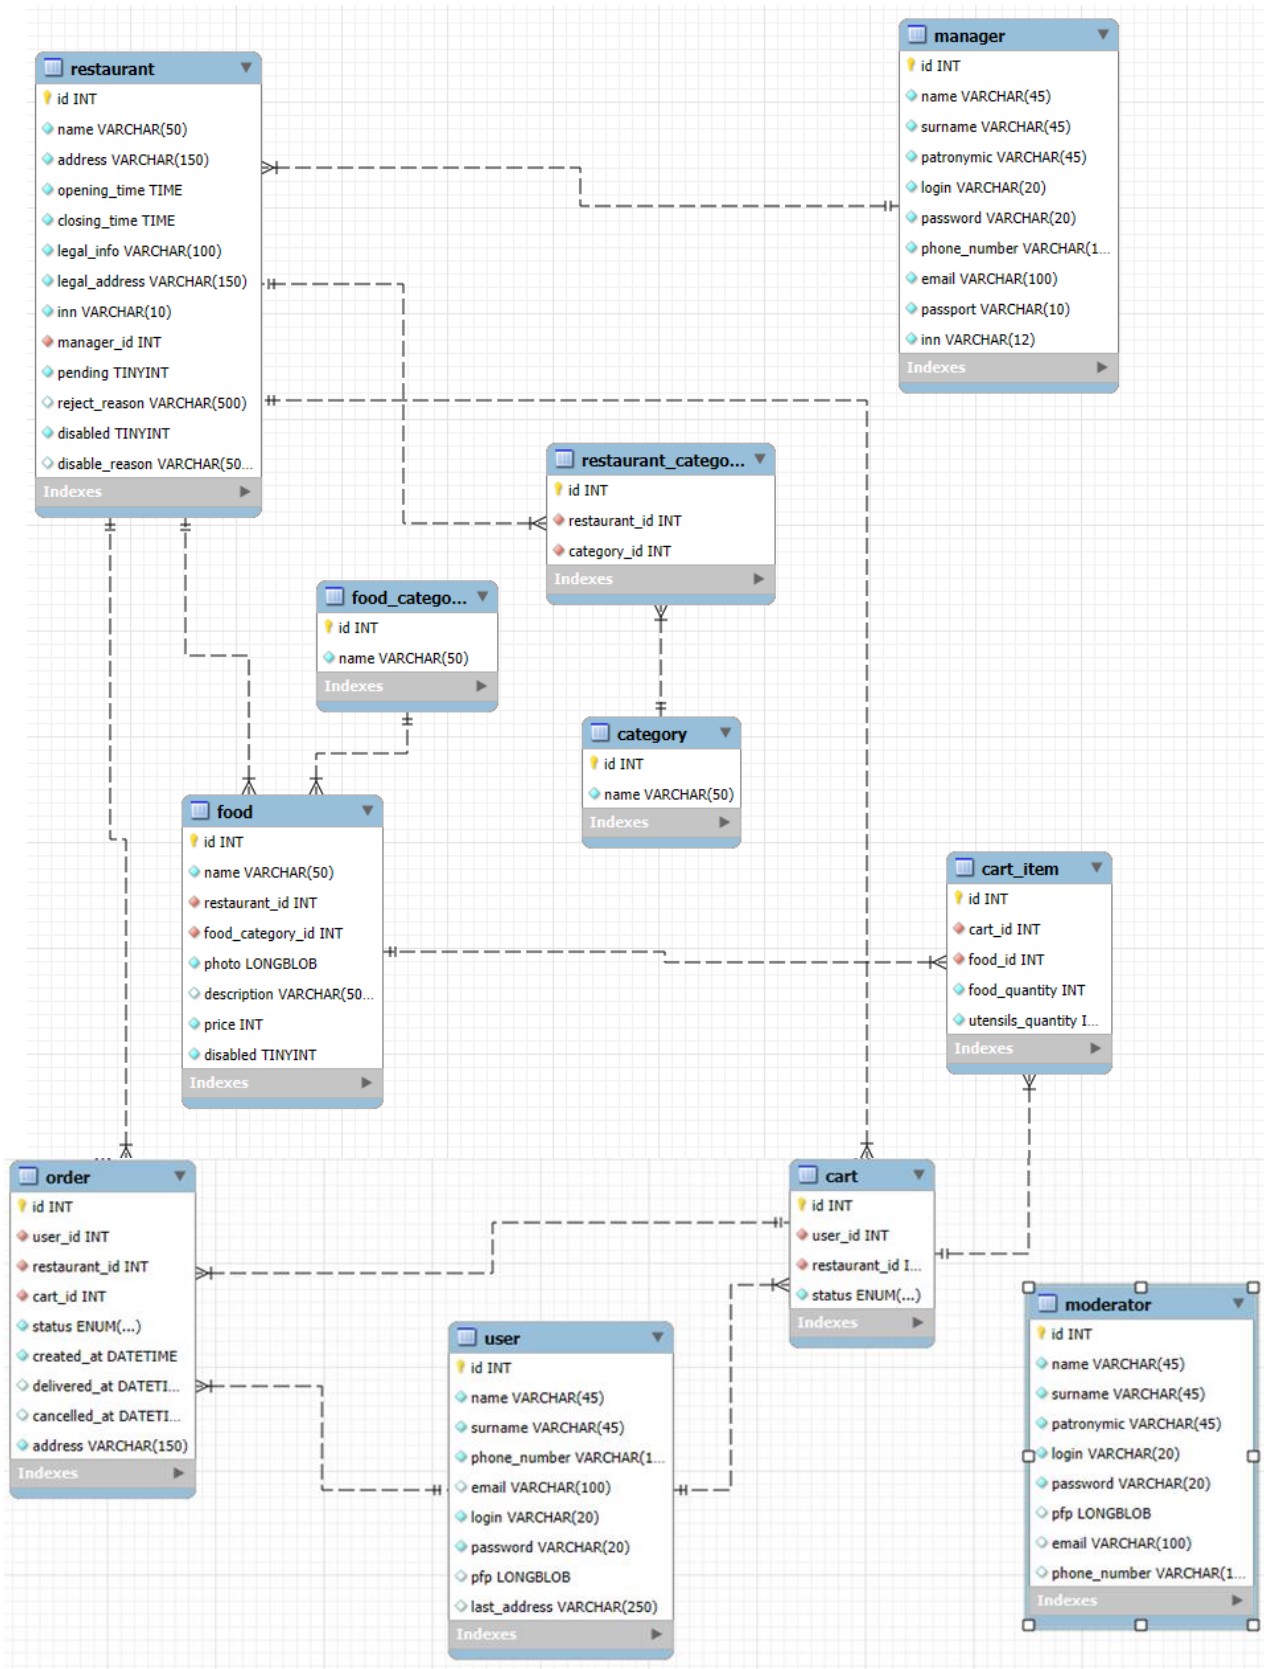 restaurant
id INT
name VARCHAR(50)
address VARCHAR(150)
opening_time TIME
closing_time TIME
legal_info VARCHAR(100)
legal_address VARCHAR(150)
inn VARCHAR(10)
manager_id INT
pending TINYINT
reject_reason VARCHAR(500)
disabled TINYINT
disable_reason VARCHAR(50...
Indexes
manager
id INT
name VARCHAR(45)
surname VARCHAR(45)
patronymic VARCHAR(45)
login VARCHAR(20)
password VARCHAR(20)
phone_number VARCHAR(1...
email VARCHAR(100)
passport VARCHAR(10)
inn VARCHAR(12)
Indexes
restaurant_catego...
id INT
restaurant_id INT
category_id INT
Indexes
food_catego...
id INT
name VARCHAR(50)
Indexes
category
id INT
name VARCHAR(50)
Indexes
food
id INT
name VARCHAR(50)
restaurant_id INT
food_category_id INT
photo LONGBLOB
description VARCHAR(50...
price INT
disabled TINYINT
Indexes
cart_item
id INT
cart_id INT
food_id INT
food_quantity INT
utensils_quantity I...
Indexes
order
id INT
user_id INT
restaurant_id INT
cart_id INT
status ENUM(...)
created_at DATETIME
delivered_at DATETI...
cancelled_at DATETI...
address VARCHAR(150)
Indexes
cart
id INT
user_id INT
restaurant_id I...
status ENUM(...)
Indexes
user
id INT
name VARCHAR(45)
surname VARCHAR(45)
phone_number VARCHAR(1...
email VARCHAR(100)
login VARCHAR(20)
password VARCHAR(20)
pfp LONGBLOB
last_address VARCHAR(250)
Indexes
moderator
id INT
name VARCHAR(45)
surname VARCHAR(45)
patronymic VARCHAR(45)
login VARCHAR(20)
password VARCHAR(20)
pfp LONGBLOB
email VARCHAR(100)
phone_number VARCHAR(1...
Indexes